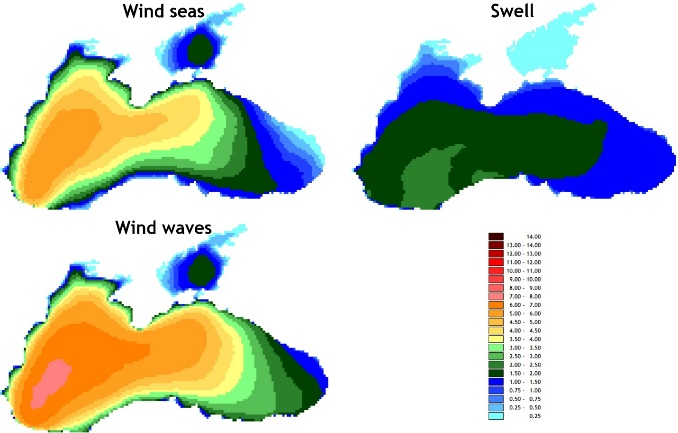 Wind seas
Swell
Wind waves
14.00
13.00 - 14.00
12.00 - 13.00
11.00 - 12.00
10.00 - 11.00
9.00 - 10.00
8.00 - 9.00
7.00 - 8.00
6.00 - 7.00
5.00 - 6.00
4.50 - 5.00
4.00 - 4.50
3.50 - 4.00
3.00 - 3.50
2.50 - 3.00
2.00 - 2.50
1.50 - 2.00
1.00 - 1.50
0.75 - 1.00
0.50 - 0.75
0.25 - 0.50
0.25